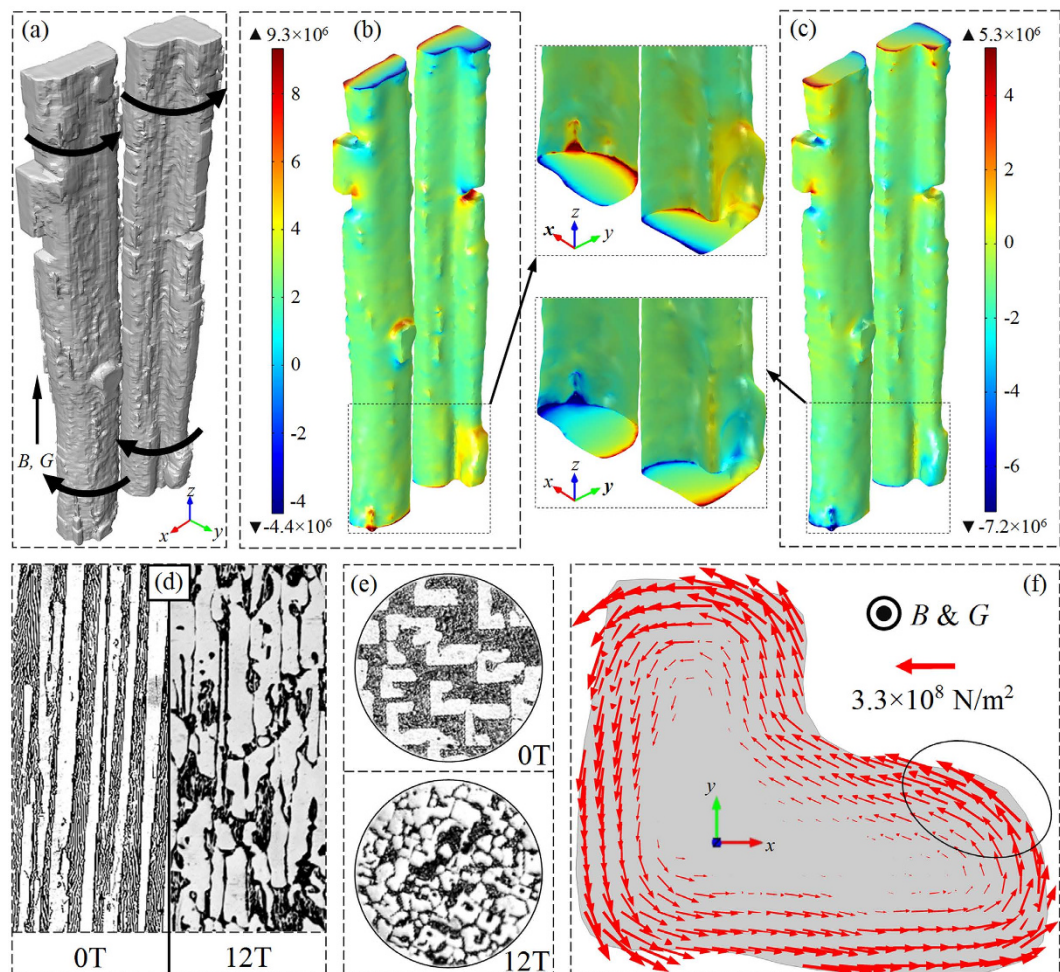 (a)
B, G
z
x
y
▲ 9.3×10⁶
8
6
4
2
0
-2
-4
▼ -4.4×10⁶
(b)
x
z
y
x
z
y
(c)
▲ 5.3×10⁶
4
2
0
-2
-4
-6
▼ -7.2×10⁶
(d)
0T
12T
(e)
0T
12T
(f)
B & G
3.3×10⁸ N/m²
y
x